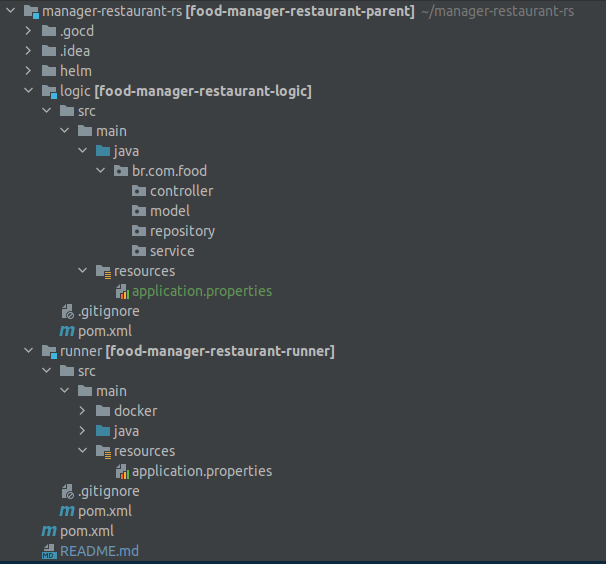 manager-restaurant-rs [food-manager-restaurant-parent] ~/manager-restaurant-rs
.gocd
.idea
helm
logic [food-manager-restaurant-logic]
src
main
java
br.com.food
controller
model
repository
service
resources
application.properties
.gitignore
m pom.xml
runner [food-manager-restaurant-runner]
src
main
docker
java
resources
application.properties
.gitignore
m pom.xml
m pom.xml
MD README.md